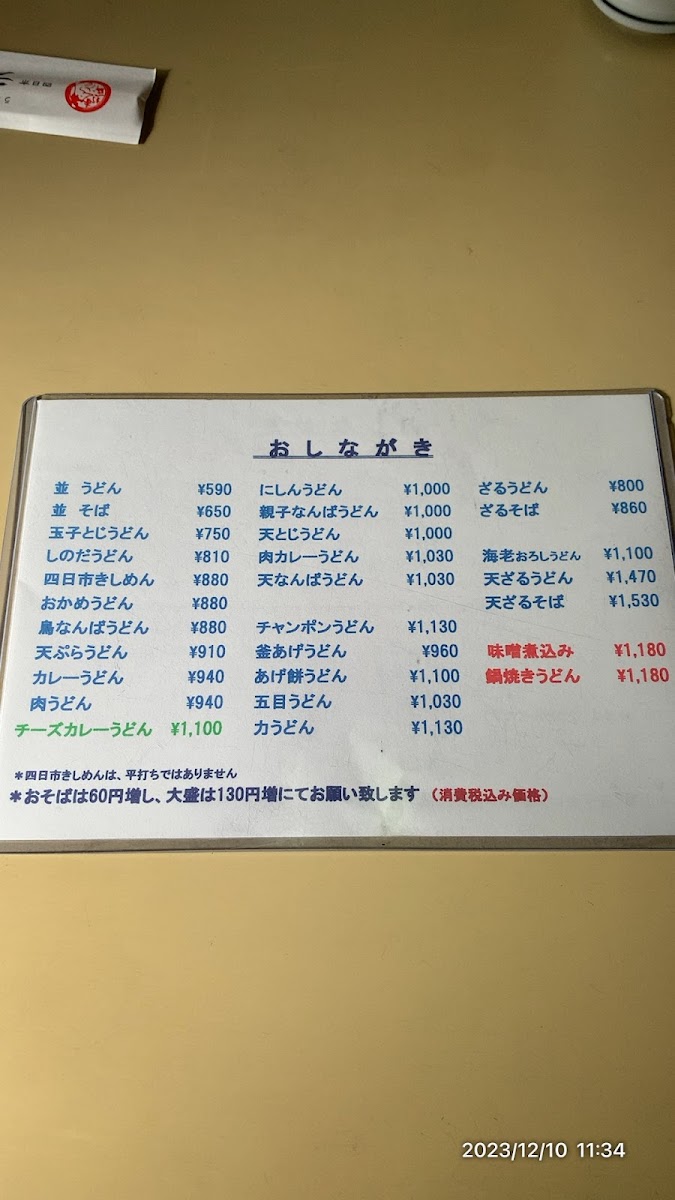 四日市
おしながき
並 うどん ¥590
並 そば ¥650
玉子とじうどん ¥750
しのだうどん ¥810
四日市きしめん ¥880
おかめうどん ¥880
鳥なんばうどん ¥880
天ぷらうどん ¥910
カレーうどん ¥940
肉うどん ¥940
チーズカレーうどん ¥1,100
にしんうどん ¥1,000
親子なんばうどん ¥1,000
天とじうどん ¥1,000
肉カレーうどん ¥1,030
天なんばうどん ¥1,030
チャンポンうどん ¥1,130
釜あげうどん ¥960
あげ餅うどん ¥1,100
五目うどん ¥1,030
力うどん ¥1,130
ざるうどん ¥800
ざるそば ¥860
海老おろしうどん ¥1,100
天ざるうどん ¥1,470
天ざるそば ¥1,530
味噌煮込み ¥1,180
鍋焼きうどん ¥1,180
*四日市きしめんは、平打ちではありません
*おそばは60円増し、大盛は130円増にてお願い致します (消費税込み価格)
2023/12/10 11:34